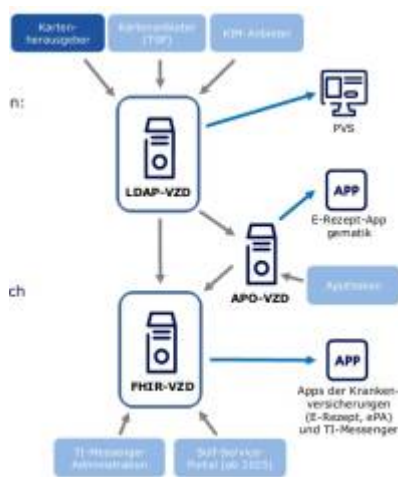 Karten-
herausgeber
Kartenanbieter
(TSP)
KIM-Anbieter
n:
PVS
LDAP-VZD
APP
E-Rezept-App
gematik
APO-VZD
Apotheken
ch
FHIR-VZD
APP
Apps der Kranken-
versicherungen
(E-Rezept, ePA)
und TI-Messenger
TI-Messenger
Administration
Self-Service-
Portal (ab 2025)